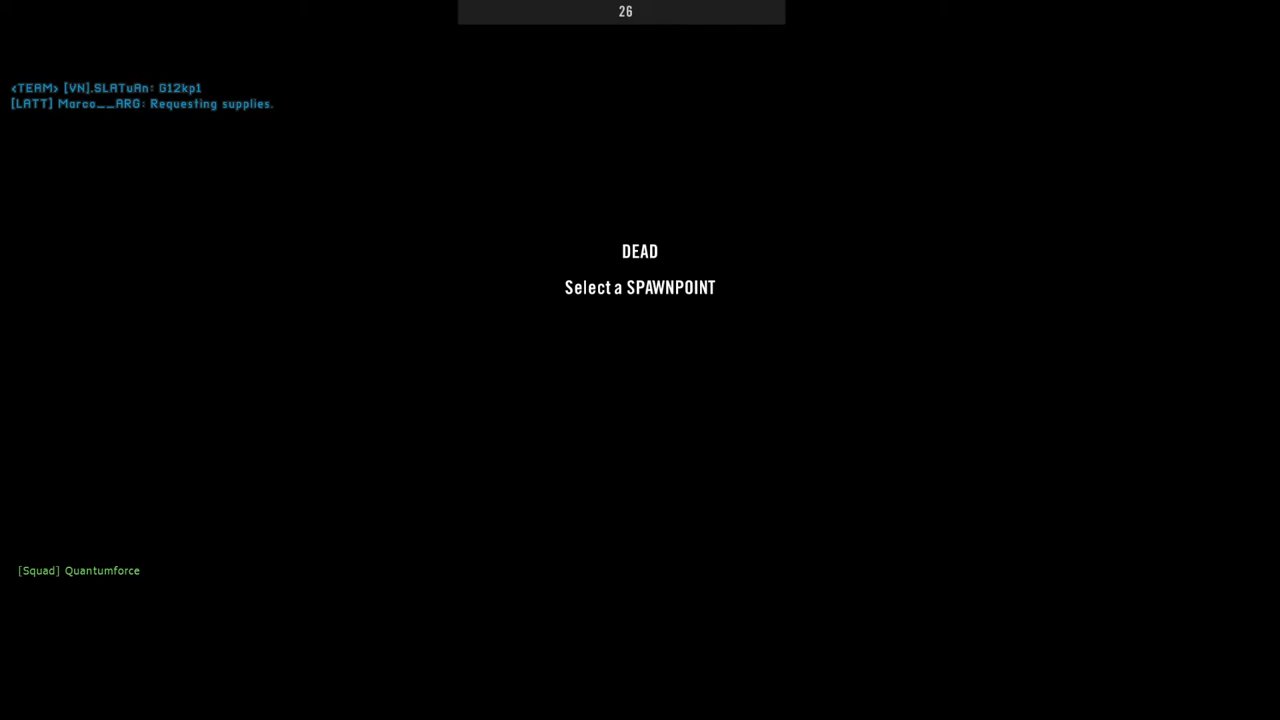 26
<TEAM> [VN].SLATuAn: G12kp1
[LATT] Marco__ARG: Requesting supplies.
DEAD
Select a SPAWNPOINT
[Squad] Quantumforce